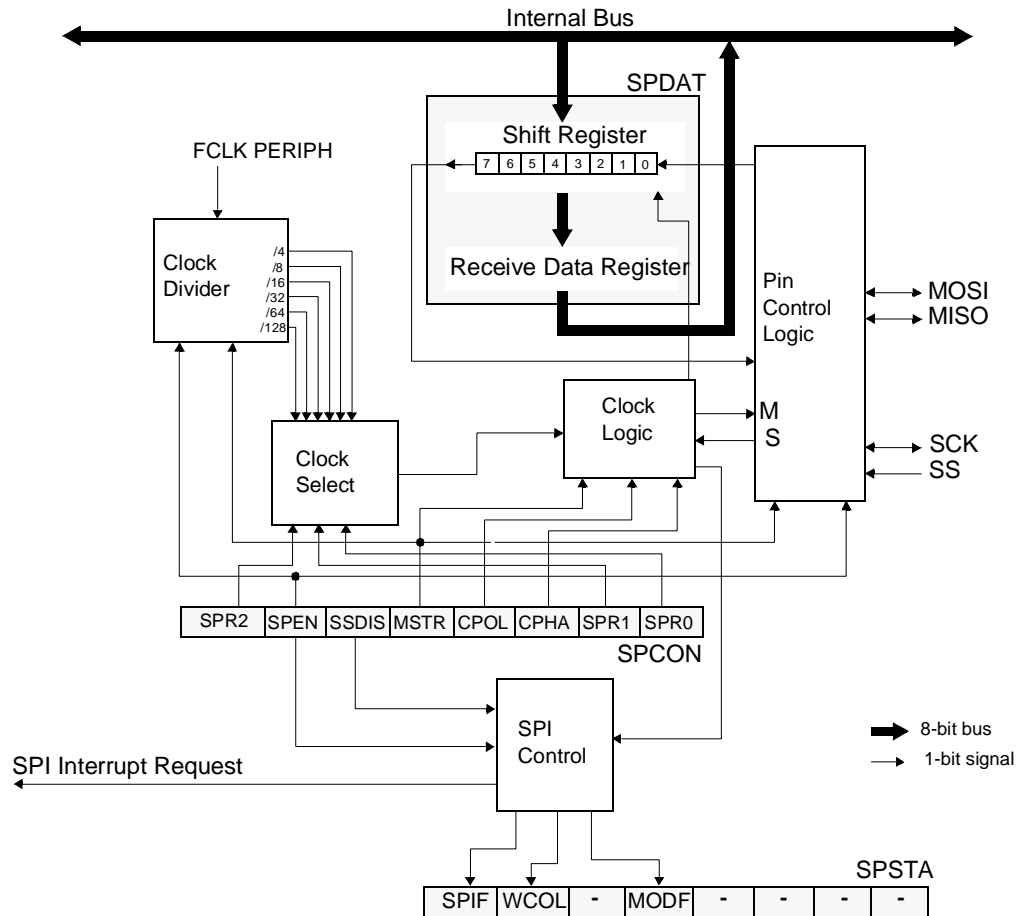 Internal Bus
SPDAT
Shift Register
7 6 5 4 3 2 1 0
FCLK PERIPH
Clock
Divider
/4
/8
/16
/32
/64
/128
Receive Data Register
Pin
Control
Logic
MOSI
MISO
Clock
Logic
M
S
SCK
SS
Clock
Select
SPR2 SPEN SSDIS MSTR CPOL CPHA SPR1 SPR0
SPCON
SPI
Control
8-bit bus
1-bit signal
SPI Interrupt Request
SPSTA
SPIF WCOL - MODF - - - -